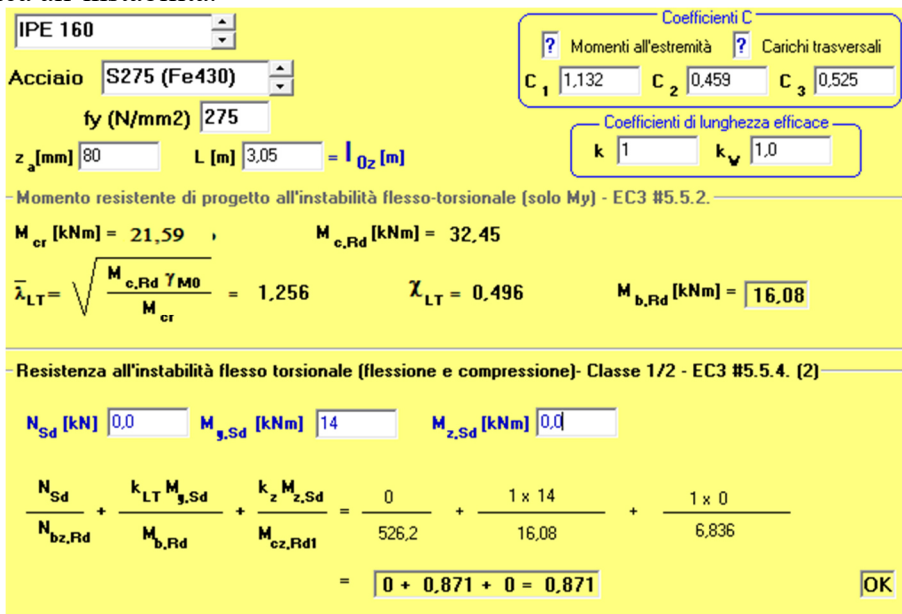 IPE 160
Coefficienti C
? Momenti all'estremità ? Carichi trasversali
Acciaio S275 (Fe430)
C 1 1,132 C 2 0,459 C 3 0,525
fy (N/mm2) 275
Coefficienti di lunghezza efficace
z a [mm] 80 L [m] 3,05 = l 0z [m]
k 1 k v 1,0
Momento resistente di progetto all'instabilità flesso-torsionale (solo My) - EC3 #5.5.2.
M cr [kNm] = 21,59 , M c,Rd [kNm] = 32,45
λ̅ LT = √ M c,Rd γ M0 / M cr = 1,256 χ LT = 0,496 M b,Rd [kNm] = 16,08
Resistenza all'instabilità flesso torsionale (flessione e compressione)- Classe 1/2 - EC3 #5.5.4. (2)
N Sd [kN] 0,0 M y,Sd [kNm] 14 M z,Sd [kNm] 0,0
N Sd / N bz,Rd + k LT M y,Sd / M b,Rd + k z M z,Sd / M cz,Rd1 = 0 / 526,2 + 1 x 14 / 16,08 + 1 x 0 / 6,836
= 0 + 0,871 + 0 = 0,871 OK